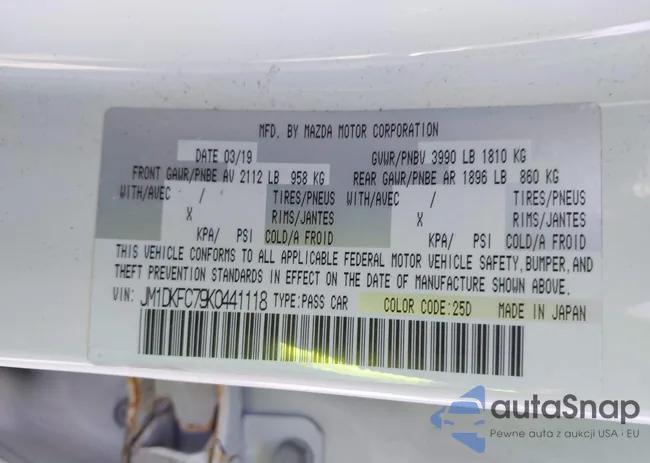 MFD. BY MAZDA MOTOR CORPORATION
DATE 03/19 GVWR/PNBV 3990 LB 1810 KG
FRONT GAWR/PNBE AV 2112 LB 958 KG REAR GAWR/PNBE AR 1896 LB 860 KG
WITH/AVEC / TIRES/PNEUS WITH/AVEC / TIRES/PNEUS
X RIMS/JANTES X RIMS/JANTES
KPA/ PSI COLD/A FROID KPA/ PSI COLD/A FROID
THIS VEHICLE CONFORMS TO ALL APPLICABLE FEDERAL MOTOR VEHICLE SAFETY, BUMPER, AND
THEFT PREVENTION STANDARDS IN EFFECT ON THE DATE OF MANUFACTURE SHOWN ABOVE.
VIN: JM1DKFC79K0441118 TYPE:PASS CAR COLOR CODE:25D MADE IN JAPAN
autaSnap
Pewne auta z aukcji USA i EU